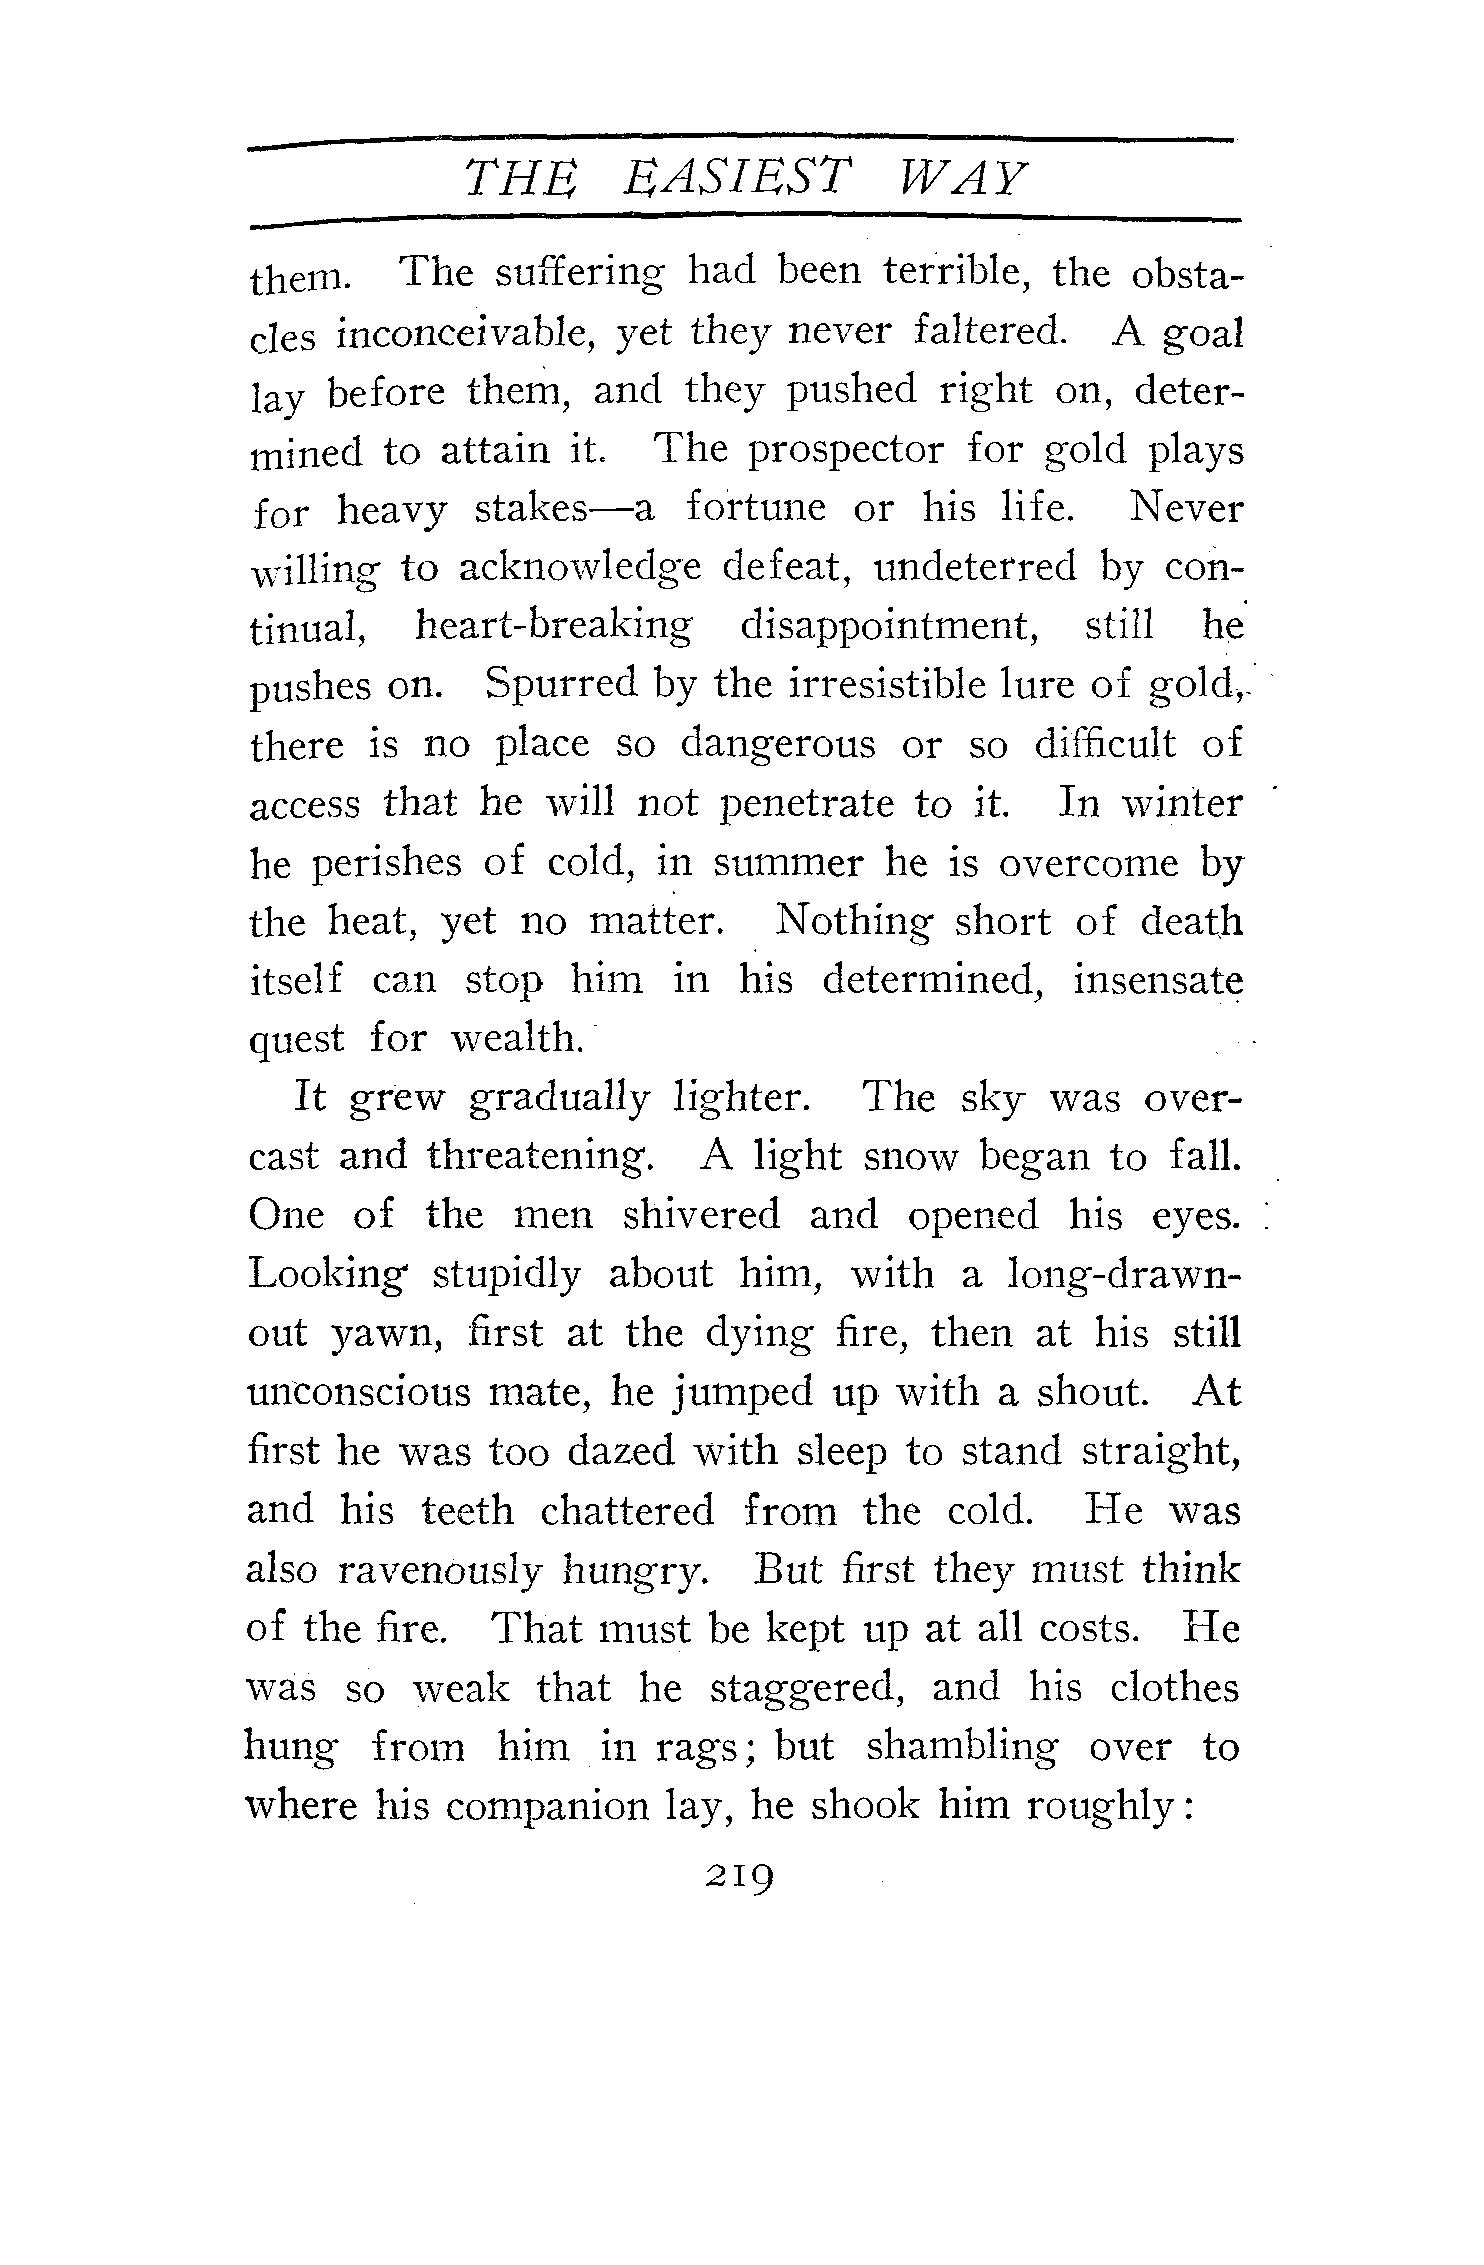 THE EASIEST WAY
them. The suffering had been terrible, the obsta-
cles inconceivable, yet they never faltered. A goal
lay before them, and they pushed right on, deter-
mined to attain it. The prospector for gold plays
for heavy stakes—a fortune or his life. Never
willing to acknowledge defeat, undeterred by con-
tinual, heart-breaking disappointment, still he
pushes on. Spurred by the irresistible lure of gold,
there is no place so dangerous or so difficult of
access that he will not penetrate to it. In winter
he perishes of cold, in summer he is overcome by
the heat, yet no matter. Nothing short of death
itself can stop him in his determined, insensate
quest for wealth.
It grew gradually lighter. The sky was over-
cast and threatening. A light snow began to fall.
One of the men shivered and opened his eyes.
Looking stupidly about him, with a long-drawn-
out yawn, first at the dying fire, then at his still
unconscious mate, he jumped up with a shout. At
first he was too dazed with sleep to stand straight,
and his teeth chattered from the cold. He was
also ravenously hungry. But first they must think
of the fire. That must be kept up at all costs. He
was so weak that he staggered, and his clothes
hung from him in rags; but shambling over to
where his companion lay, he shook him roughly:
219